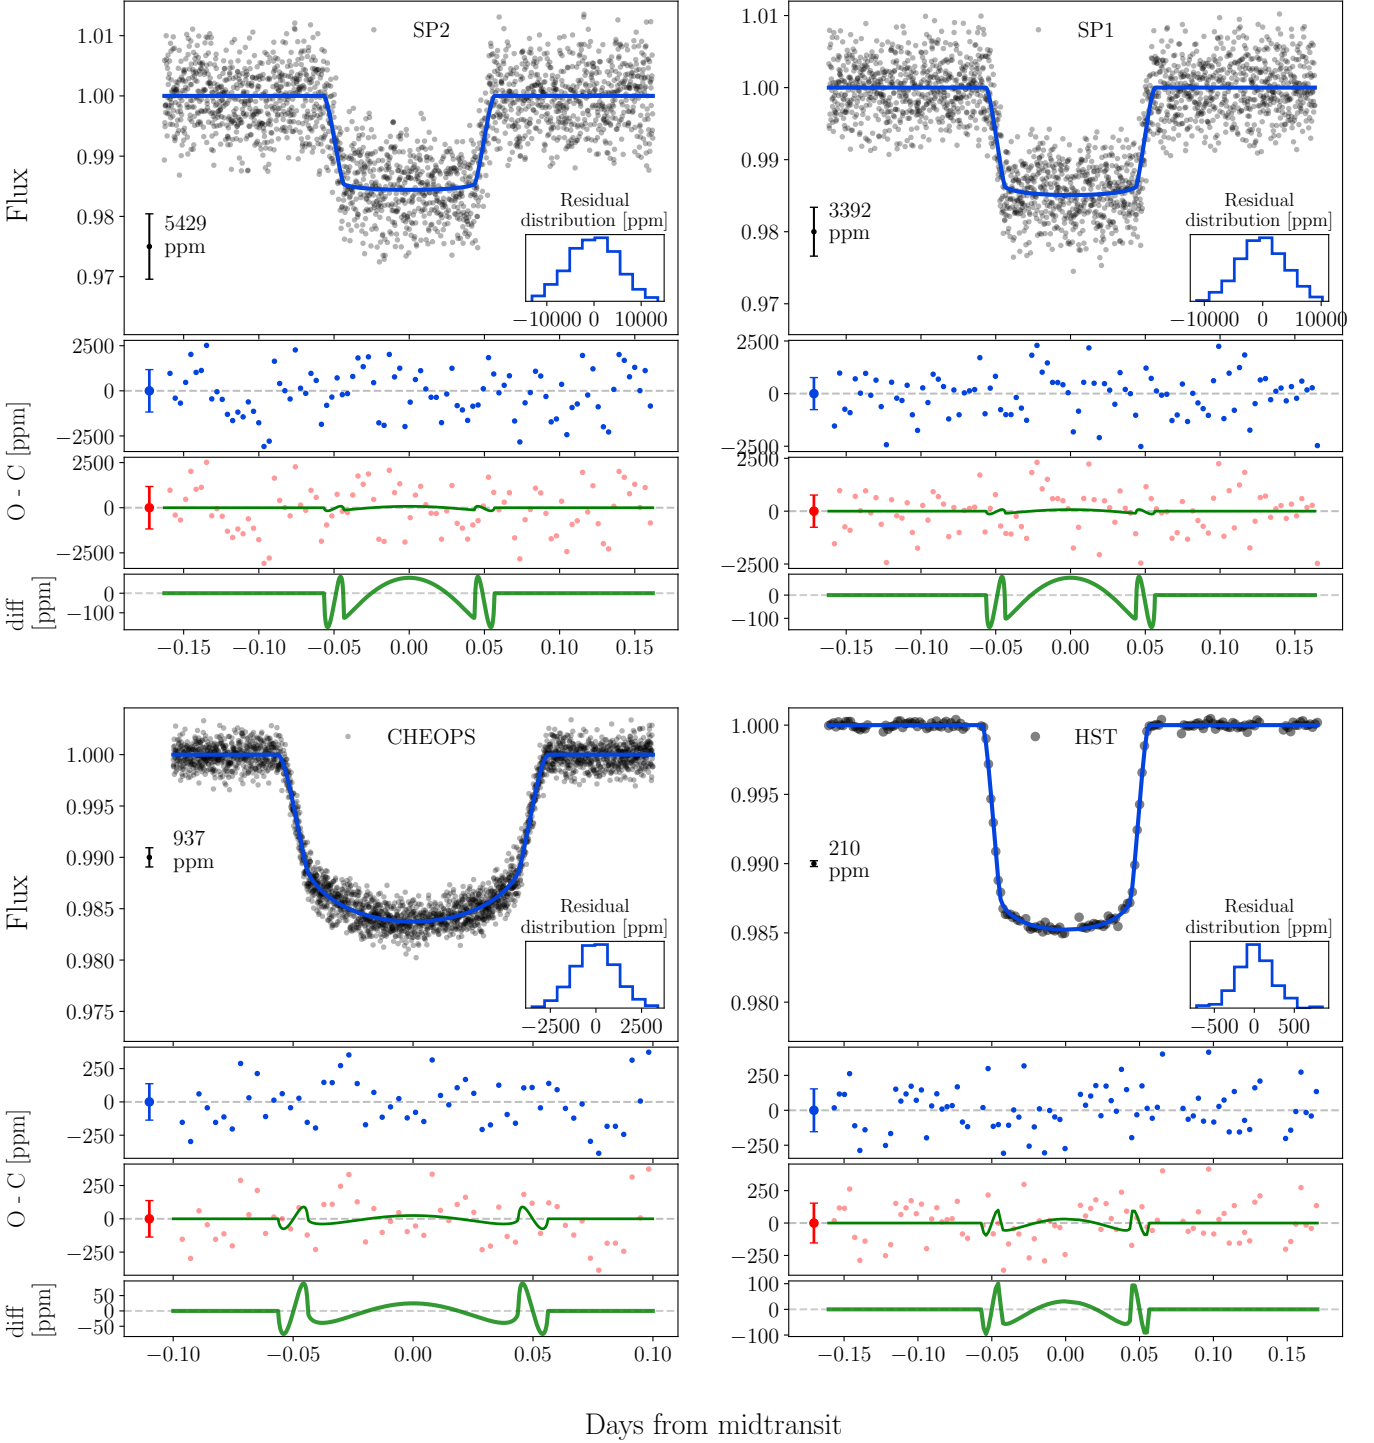 SP2
1.01
1.00
0.99
0.98
0.97
Flux
5429
ppm
Residual
distribution [ppm]
−10000 0 10000
2500
0
−2500
O - C [ppm]
2500
0
−2500
diff
[ppm]
0
−100
−0.15 −0.10 −0.05 0.00 0.05 0.10 0.15
SP1
1.01
1.00
0.99
0.98
0.97
3392
ppm
Residual
distribution [ppm]
−10000 0 10000
2500
0
−2500
2500
0
−2500
0
−100
−0.15 −0.10 −0.05 0.00 0.05 0.10 0.15
CHEOPS
1.000
0.995
0.990
0.985
0.980
0.975
Flux
937
ppm
Residual
distribution [ppm]
−2500 0 2500
250
0
−250
O - C [ppm]
250
0
−250
diff
[ppm]
50
0
−50
−0.10 −0.05 0.00 0.05 0.10
HST
1.000
0.995
0.990
0.985
0.980
210
ppm
Residual
distribution [ppm]
−500 0 500
250
0
−250
250
0
−250
100
0
−100
−0.15 −0.10 −0.05 0.00 0.05 0.10 0.15
Days from midtransit